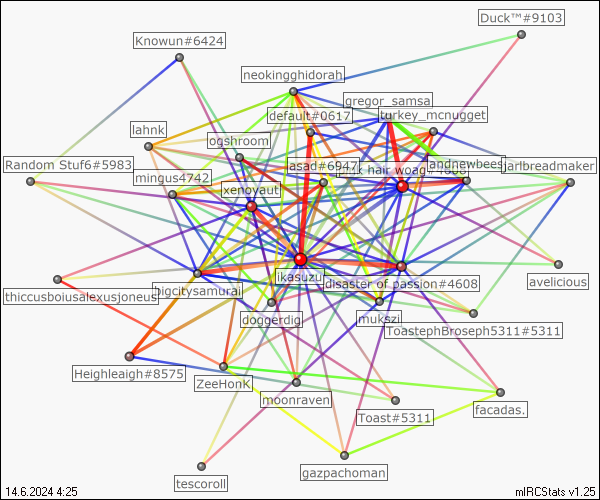 Duck™#9103
Knowun#6424
neokingghidorah
gregor_samsa
default#0617
turkey_mcnugget
lahnk
ogshroom
Random Stuf6#5983
asad#6947
hair woag#4008
andnewbees
jarlbreadmaker
mingus4742
xenoyaut
ikasuzu
avelicious
thiccusboiusalexusjoneus
bigcitysamurai
disaster of passion#4608
doggerdig
mukszi
ToastephBroseph5311#5311
Heighleaigh#8575
ZeeHonK
moonraven
Toast#5311
facadas.
tescoroll
gazpachoman
14.6.2024 4:25
mIRCStats v1.25